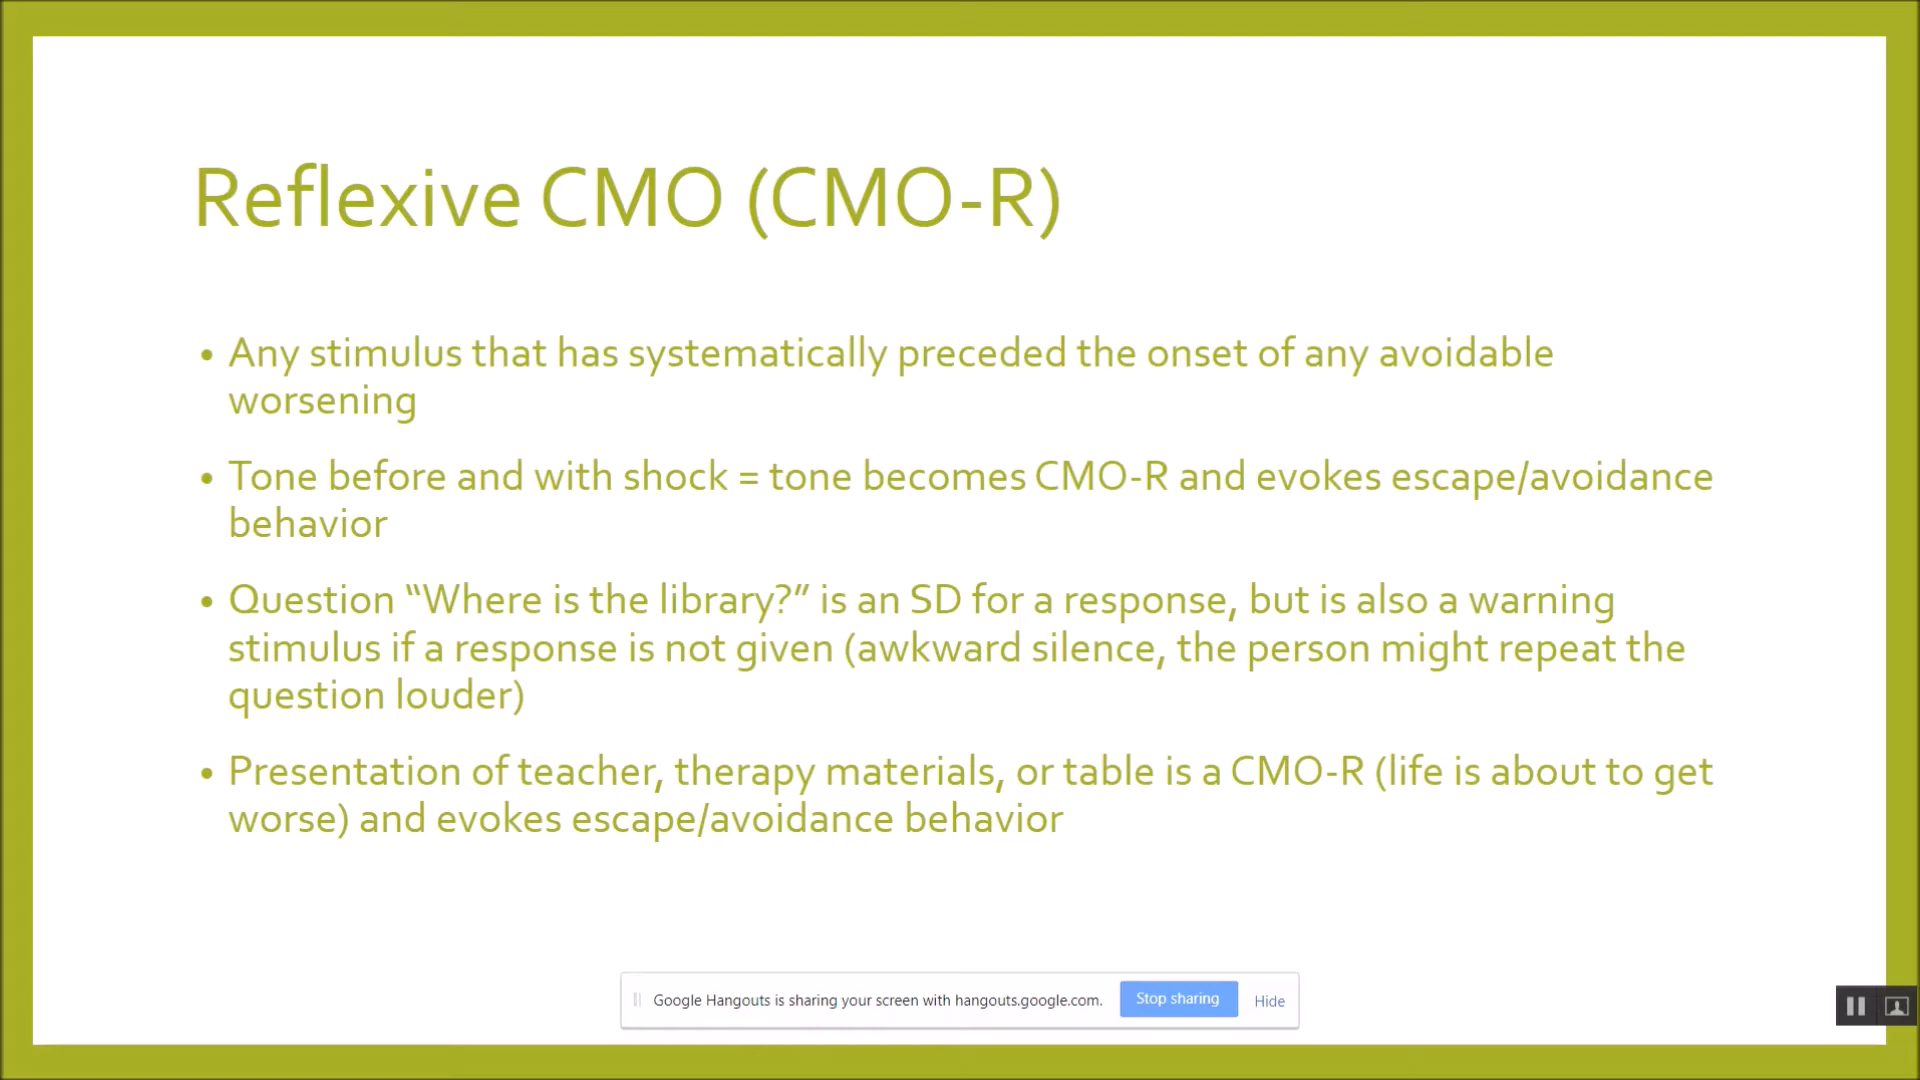 Reflexive CMO (CMO-R)
• Any stimulus that has systematically preceded the onset of any avoidable
worsening
• Tone before and with shock = tone becomes CMO-R and evokes escape/avoidance
behavior
• Question “Where is the library?” is an SD for a response, but is also a warning
stimulus if a response is not given (awkward silence, the person might repeat the
question louder)
• Presentation of teacher, therapy materials, or table is a CMO-R (life is about to get
worse) and evokes escape/avoidance behavior
Google Hangouts is sharing your screen with hangouts.google.com.
Stop sharing
Hide